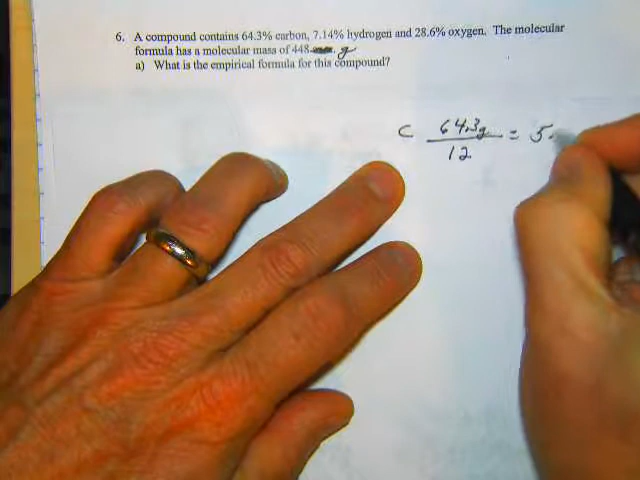 6. A compound contains 64.3% carbon, 7.14% hydrogen and 28.6% oxygen. The molecular
formula has a molecular mass of 448 g
a) What is the empirical formula for this compound?
C 64.3g = 5.
12